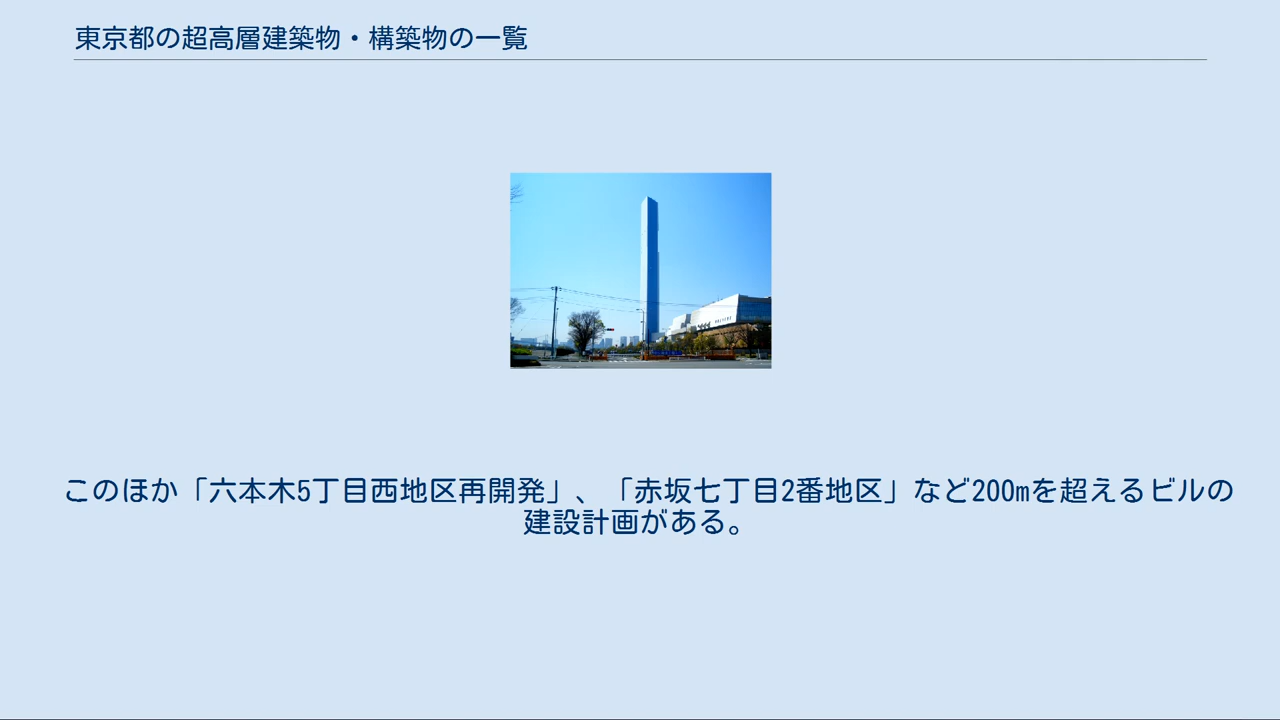 東京都の超高層建築物・構築物の一覧
このほか「六本木5丁目西地区再開発」、「赤坂七丁目2番地区」など200mを超えるビルの
建設計画がある。